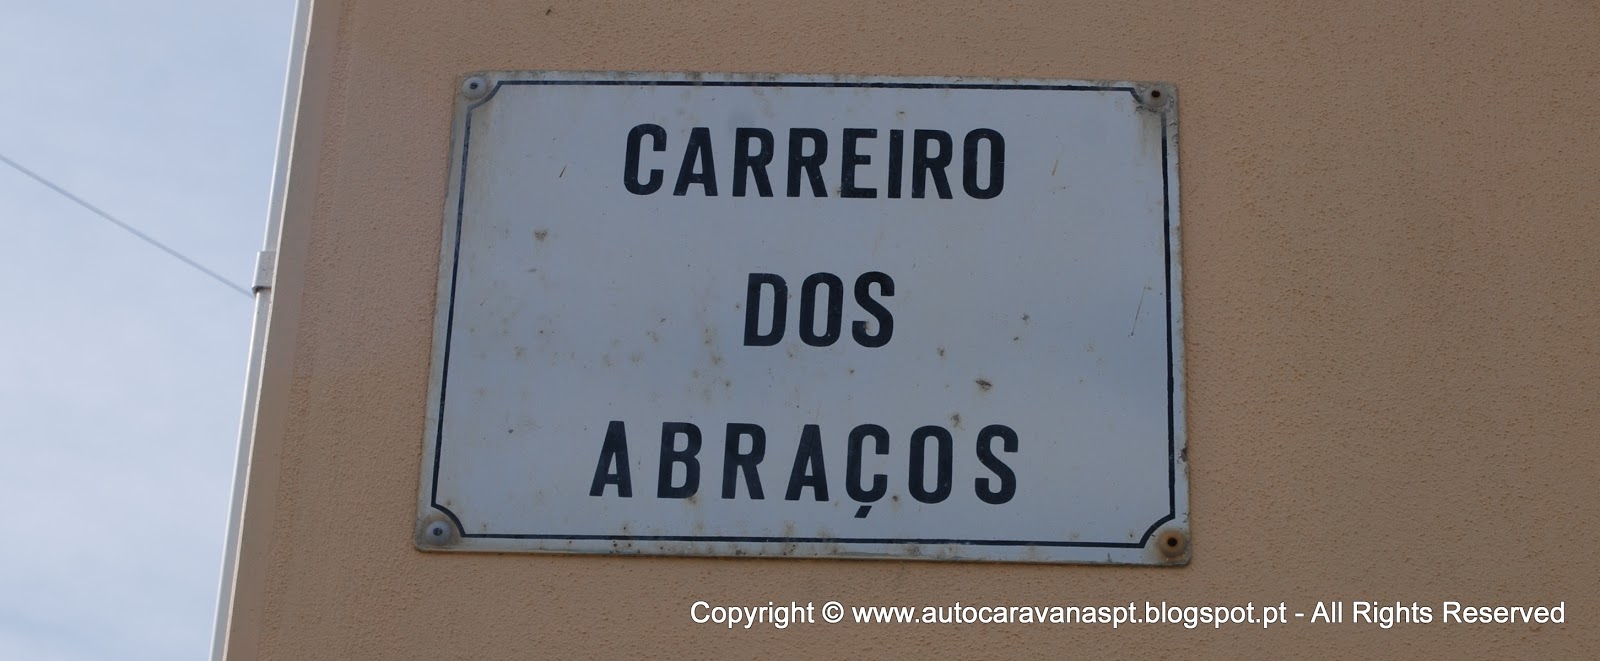 CARREIRO
DOS
ABRAÇOS
Copyright © www.autocaravanaspt.blogspot.pt - All Rights Reserved